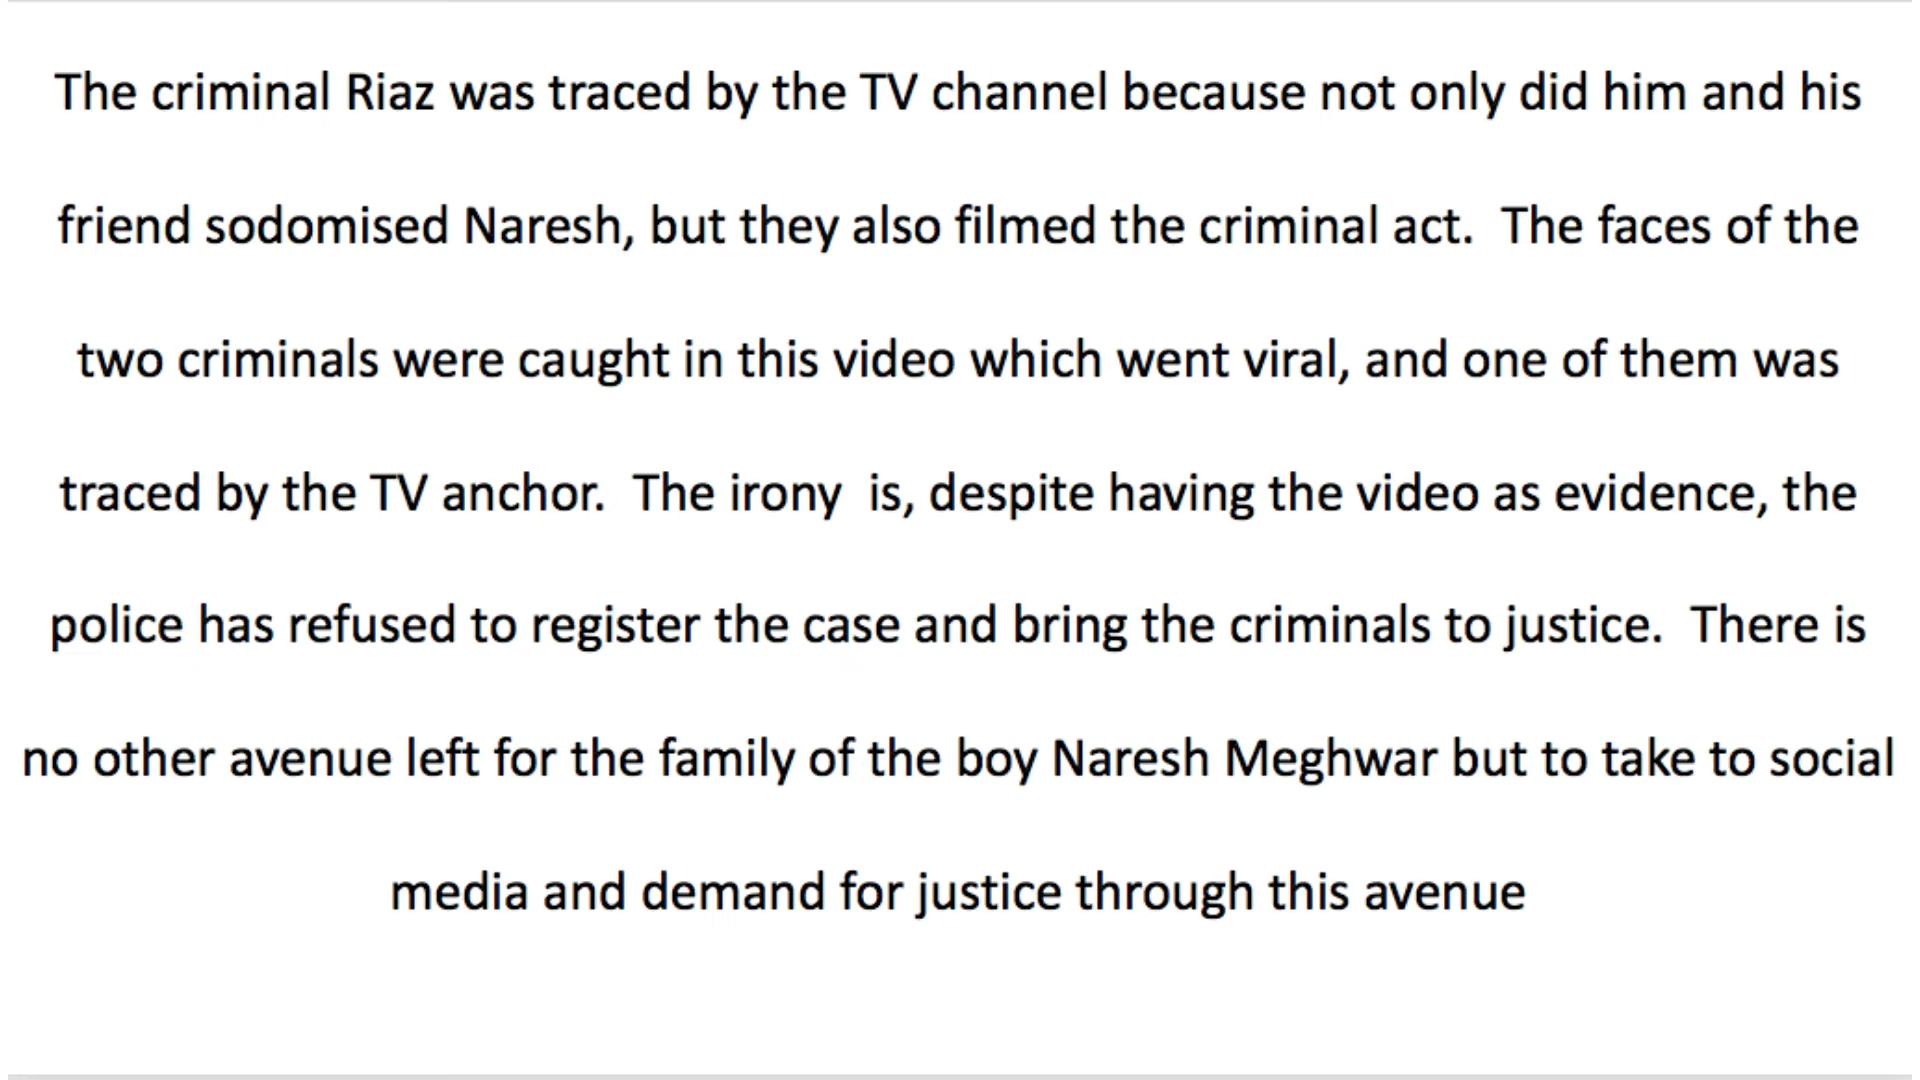 The criminal Riaz was traced by the TV channel because not only did him and his
friend sodomised Naresh, but they also filmed the criminal act.  The faces of the
two criminals were caught in this video which went viral, and one of them was
traced by the TV anchor.  The irony  is, despite having the video as evidence, the
police has refused to register the case and bring the criminals to justice.  There is
no other avenue left for the family of the boy Naresh Meghwar but to take to social
media and demand for justice through this avenue